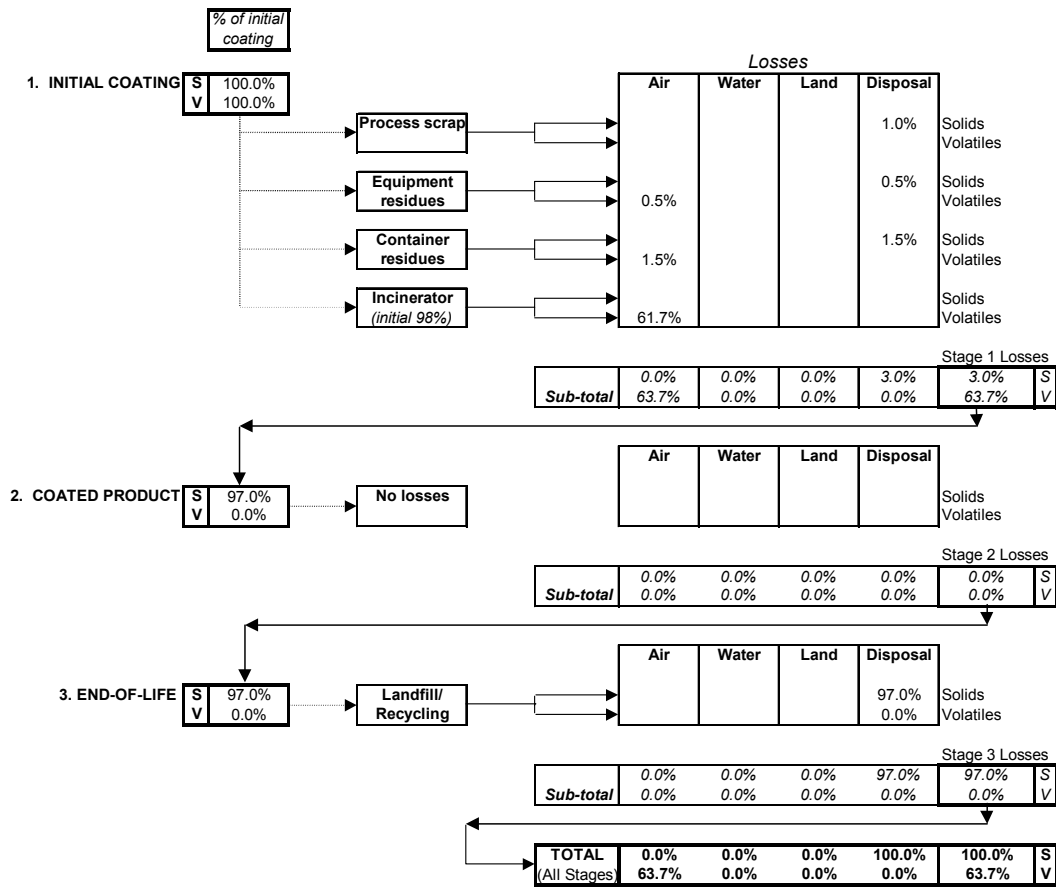 % of initial
coating
Losses
1. INITIAL COATING S 100.0% Air Water Land Disposal
V 100.0%
Process scrap 1.0% Solids
Volatiles
Equipment 0.5% Solids
residues 0.5% Volatiles
Container 1.5% Solids
residues 1.5% Volatiles
Incinerator Solids
(initial 98%) 61.7% Volatiles
Stage 1 Losses
0.0% 0.0% 0.0% 3.0% 3.0% S
Sub-total 63.7% 0.0% 0.0% 0.0% 63.7% V
Air Water Land Disposal
2. COATED PRODUCT S 97.0% No losses Solids
V 0.0% Volatiles
Stage 2 Losses
0.0% 0.0% 0.0% 0.0% 0.0% S
Sub-total 0.0% 0.0% 0.0% 0.0% 0.0% V
Air Water Land Disposal
3. END-OF-LIFE S 97.0% Landfill/ 97.0% Solids
V 0.0% Recycling 0.0% Volatiles
Stage 3 Losses
0.0% 0.0% 0.0% 97.0% 97.0% S
Sub-total 0.0% 0.0% 0.0% 0.0% 0.0% V
TOTAL 0.0% 0.0% 0.0% 100.0% 100.0% S
(All Stages) 63.7% 0.0% 0.0% 0.0% 63.7% V